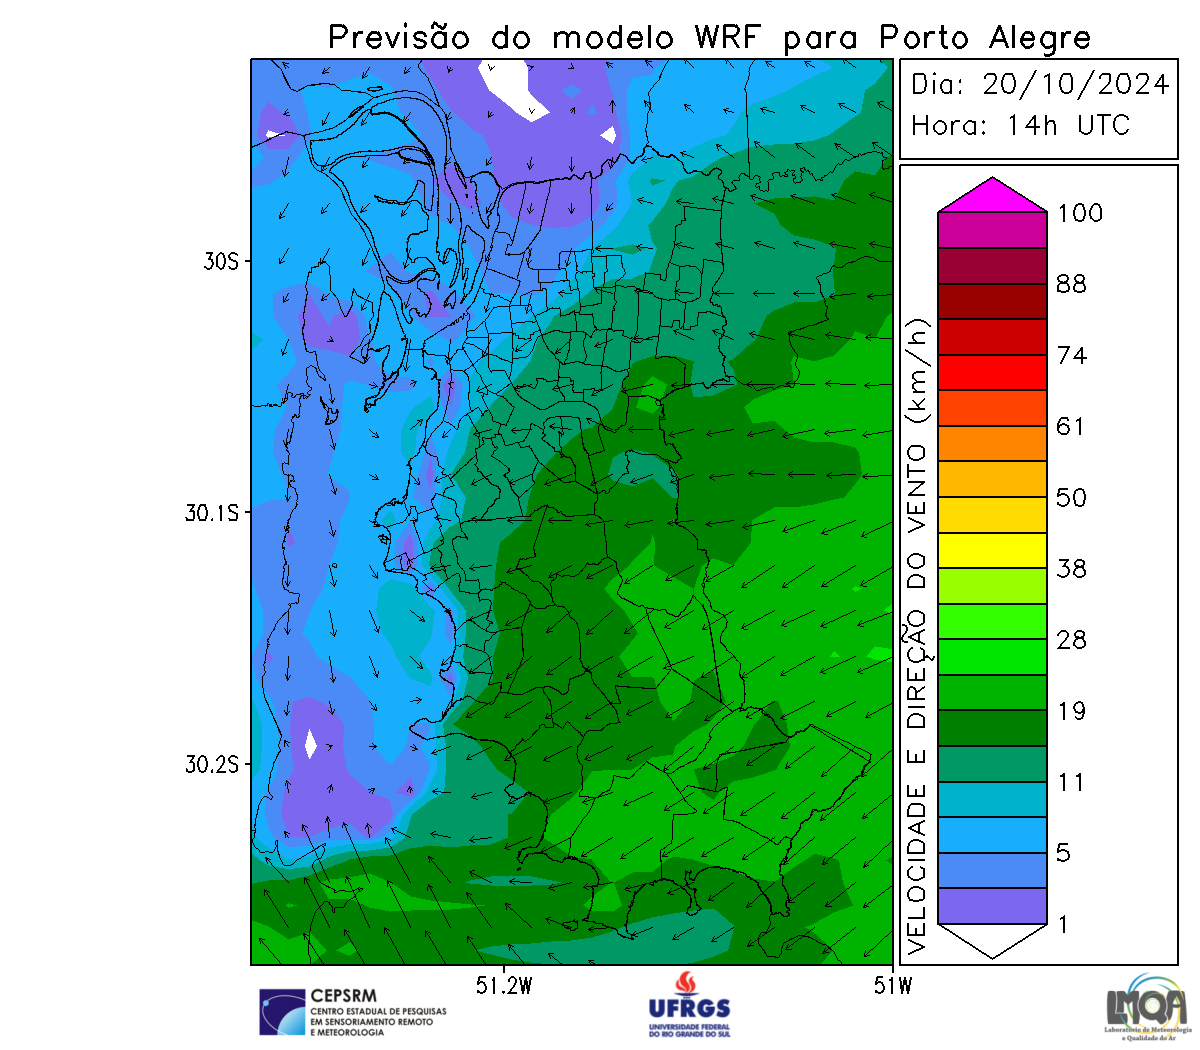 Previsão do modelo WRF para Porto Alegre
Dia: 20/10/2024
Hora: 14h UTC
100
88
74
61
50
38
28
19
11
5
1
VELOCIDADE E DIREÇÃO DO VENTO (km/h)
30S
30.1S
30.2S
51.2W
51W
CEPSRM
CENTRO ESTADUAL DE PESQUISAS
EM SENSORIAMENTO REMOTO
E METEOROLOGIA
UFRGS
UNIVERSIDADE FEDERAL
DO RIO GRANDE DO SUL
LMQA
Laboratório de Meteorologia
e Qualidade do Ar